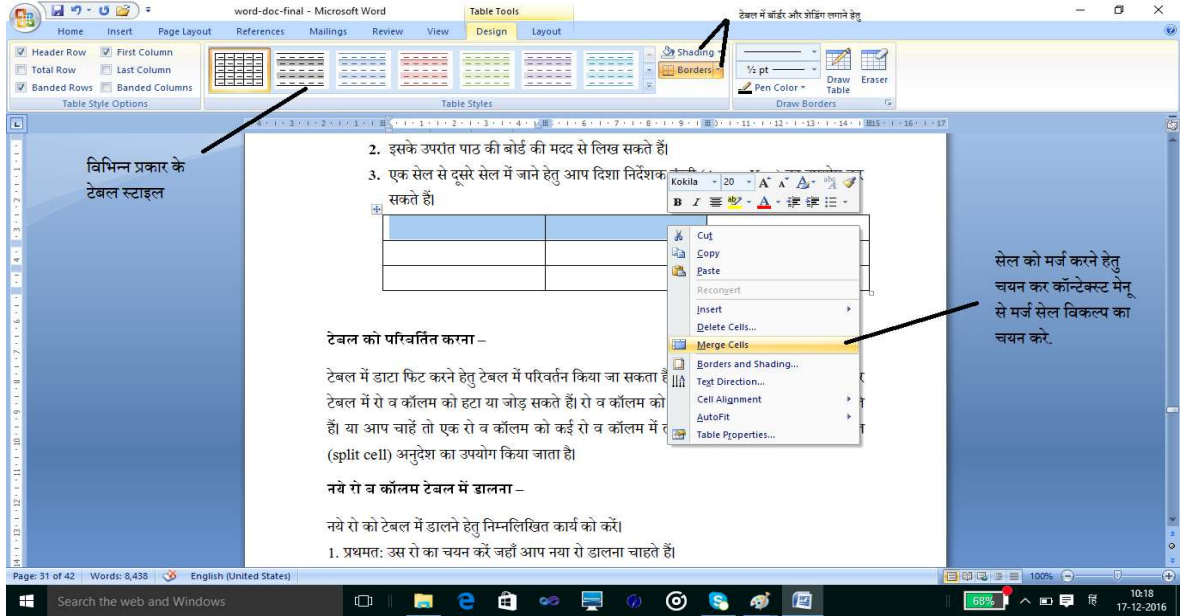 word-doc-final - Microsoft Word
Table Tools
टेबल में बॉर्डर और शेडिंग लगाने हेतु
Home Insert Page Layout References Mailings Review View Design Layout
Header Row First Column
Total Row Last Column
Banded Rows Banded Columns
Table Style Options
Table Styles
Shading
Borders
½ pt
Pen Color
Draw Table
Eraser
Draw Borders
विभिन्न प्रकार के
टेबल स्टाइल
2. इसके उपरांत पाठ की बोर्ड की मदद से लिख सकते हैं।
3. एक सेल से दूसरे सेल में जाने हेतु आप दिशा निर्देशक
सकते हैं।
Kokila 20
Cut
Copy
Paste
Reconvert
Insert
Delete Cells...
Merge Cells
Borders and Shading...
Text Direction...
Cell Alignment
AutoFit
Table Properties...
सेल को मर्ज करने हेतु
चयन कर कॉन्टेक्स्ट मेनू
से मर्ज सेल विकल्प का
चयन करे.
टेबल को परिवर्तित करना –
टेबल में डाटा फिट करने हेतु टेबल में परिवर्तन किया जा सकता
टेबल में रो व कॉलम को हटा या जोड़ सकते हैं। रो व कॉलम को
हैं। या आप चाहें तो एक रो व कॉलम को कई रो व कॉलम में
(split cell) अनुदेश का उपयोग किया जाता है।
नये रो व कॉलम टेबल में डालना –
नये रो को टेबल में डालने हेतु निम्नलिखित कार्य को करें।
1. प्रथमत: उस रो का चयन करें जहाँ आप नया रो डालना चाहते हैं।
Page: 31 of 42 Words: 8,438 English (United States) 100%
Search the web and Windows
68%
हिं
10:18
17-12-2016